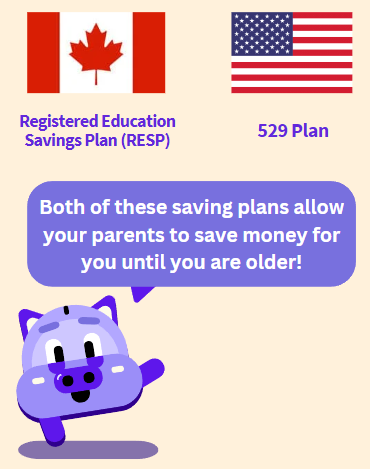 Registered Education
Savings Plan (RESP)
529 Plan
Both of these saving plans allow
your parents to save money for
you until you are older!